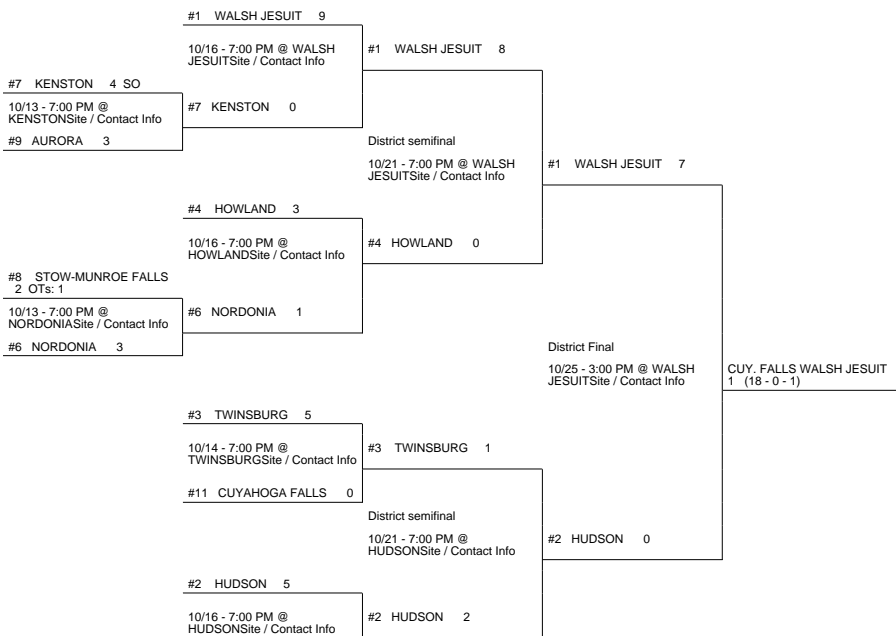 #1 WALSH JESUIT 9
10/16 - 7:00 PM @ WALSH
JESUITSite / Contact Info
#1 WALSH JESUIT 8
#7 KENSTON 4 SO
10/13 - 7:00 PM @
KENSTONSite / Contact Info
#7 KENSTON 0
#9 AURORA 3
District semifinal
10/21 - 7:00 PM @ WALSH
JESUITSite / Contact Info
#1 WALSH JESUIT 7
#4 HOWLAND 3
10/16 - 7:00 PM @
HOWLANDSite / Contact Info
#4 HOWLAND 0
#8 STOW-MUNROE FALLS
2 OTs: 1
10/13 - 7:00 PM @
NORDONIASite / Contact Info
#6 NORDONIA 1
#6 NORDONIA 3
District Final
10/25 - 3:00 PM @ WALSH
JESUITSite / Contact Info
CUY. FALLS WALSH JESUIT
1 (18 - 0 - 1)
#3 TWINSBURG 5
10/14 - 7:00 PM @
TWINSBURGSite / Contact Info
#3 TWINSBURG 1
#11 CUYAHOGA FALLS 0
District semifinal
10/21 - 7:00 PM @
HUDSONSite / Contact Info
#2 HUDSON 0
#2 HUDSON 5
10/16 - 7:00 PM @
HUDSONSite / Contact Info
#2 HUDSON 2